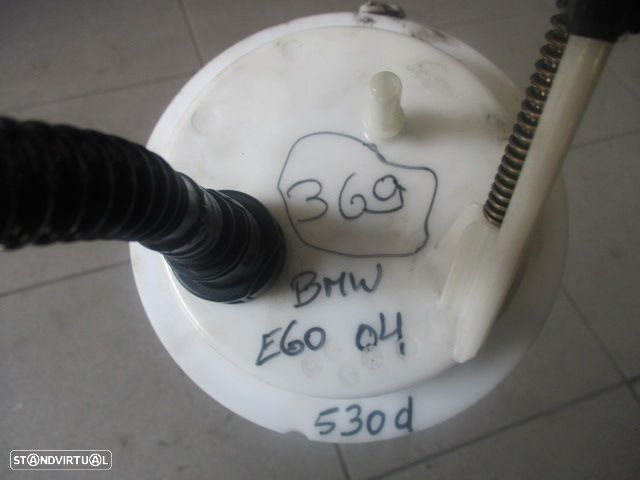 369
BMW
E60 04
530d
STANDVIRTUAL